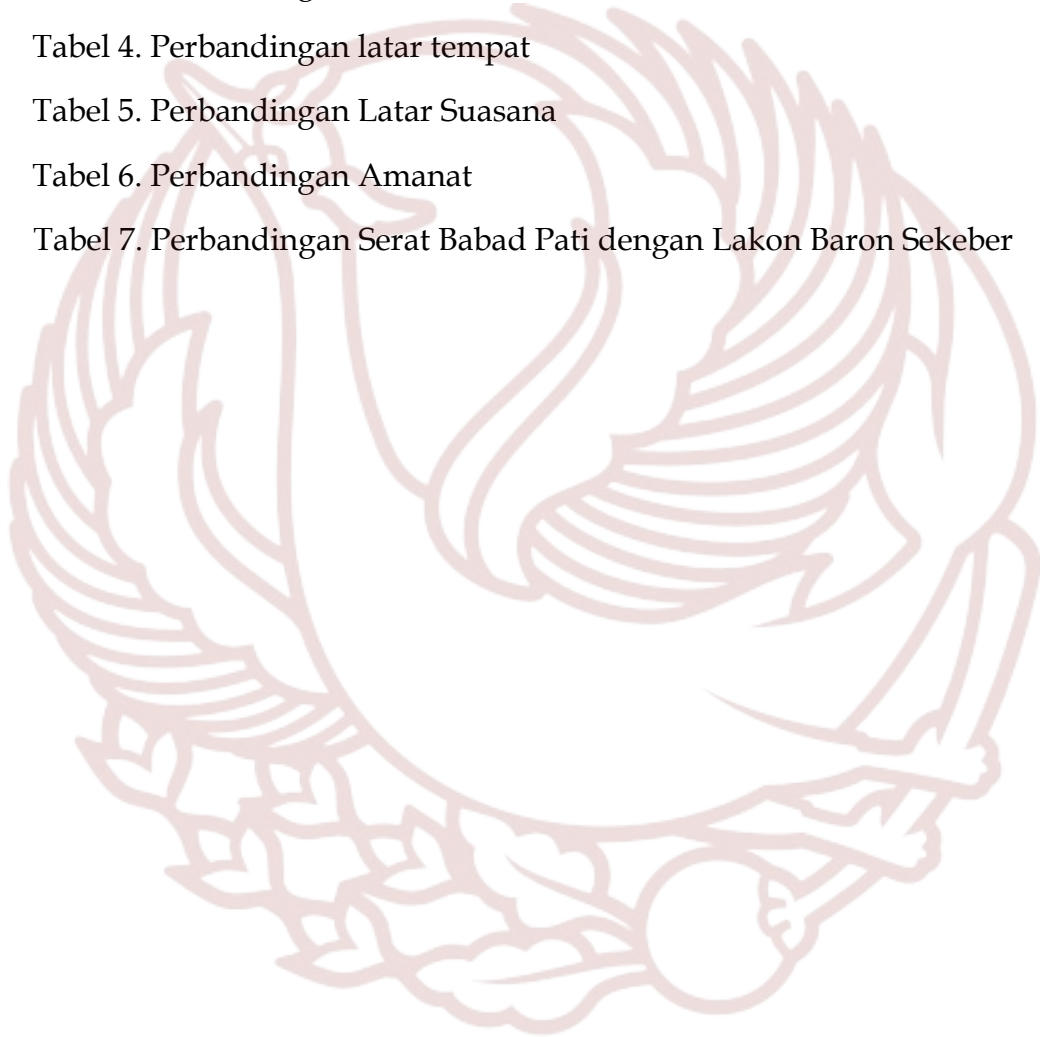 Tabel 4. Perbandingan latar tempat
Tabel 5. Perbandingan Latar Suasana
Tabel 6. Perbandingan Amanat
Tabel 7. Perbandingan Serat Babad Pati dengan Lakon Baron Sekeber